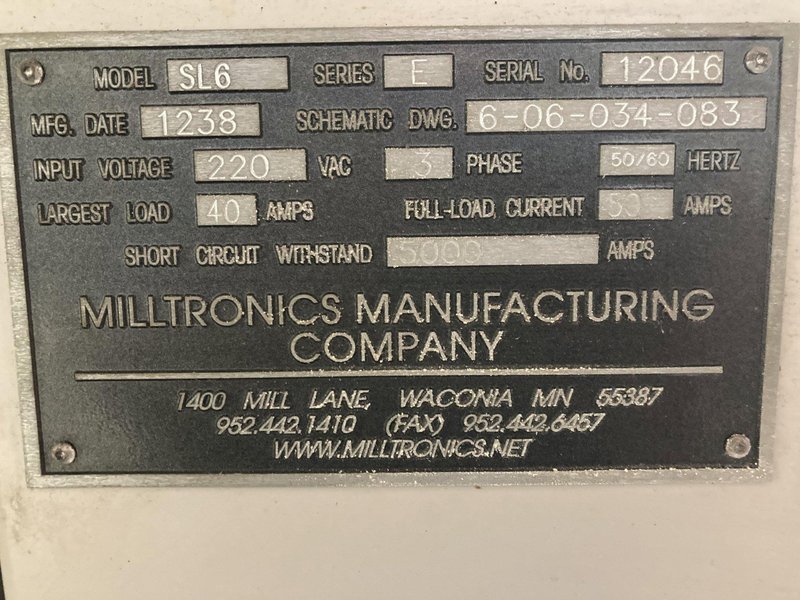 MODEL SL6 SERIES E SERIAL No. 12046
MFG. DATE 1238 SCHEMATIC DWG. 6-06-034-083
INPUT VOLTAGE 220 VAC 3 PHASE 50/60 HERTZ
LARGEST LOAD 40 AMPS FULL-LOAD CURRENT AMPS
SHORT CIRCUIT WITHSTAND 5000 AMPS
MILLTRONICS MANUFACTURING
COMPANY
1400 MILL LANE, WACONIA MN 55387
952.442.1410 (FAX) 952.442.6457
WWW.MILLTRONICS.NET